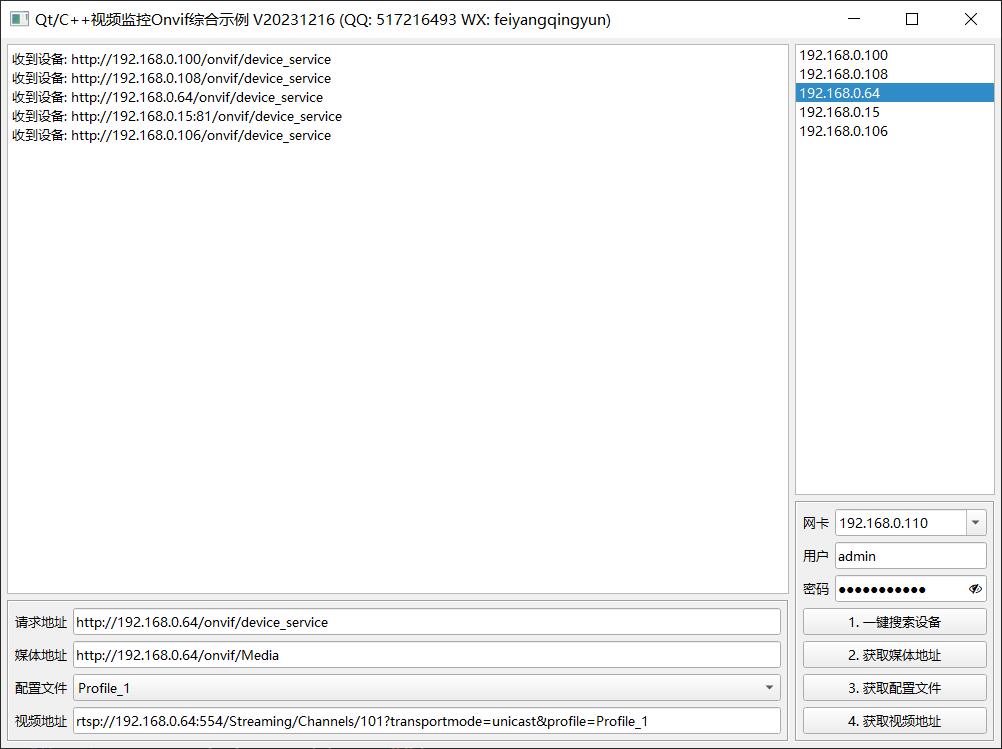 Qt/C++视频监控Onvif综合示例 V20231216 (QQ: 517216493 WX: feiyangqingyun)
收到设备: http://192.168.0.100/onvif/device_service
收到设备: http://192.168.0.108/onvif/device_service
收到设备: http://192.168.0.64/onvif/device_service
收到设备: http://192.168.0.15:81/onvif/device_service
收到设备: http://192.168.0.106/onvif/device_service
192.168.0.100
192.168.0.108
192.168.0.64
192.168.0.15
192.168.0.106
网卡 192.168.0.110
用户 admin
密码 ●●●●●●●●●●●
1. 一键搜索设备
2. 获取媒体地址
3. 获取配置文件
4. 获取视频地址
请求地址 http://192.168.0.64/onvif/device_service
媒体地址 http://192.168.0.64/onvif/Media
配置文件 Profile_1
视频地址 rtsp://192.168.0.64:554/Streaming/Channels/101?transportmode=unicast&profile=Profile_1